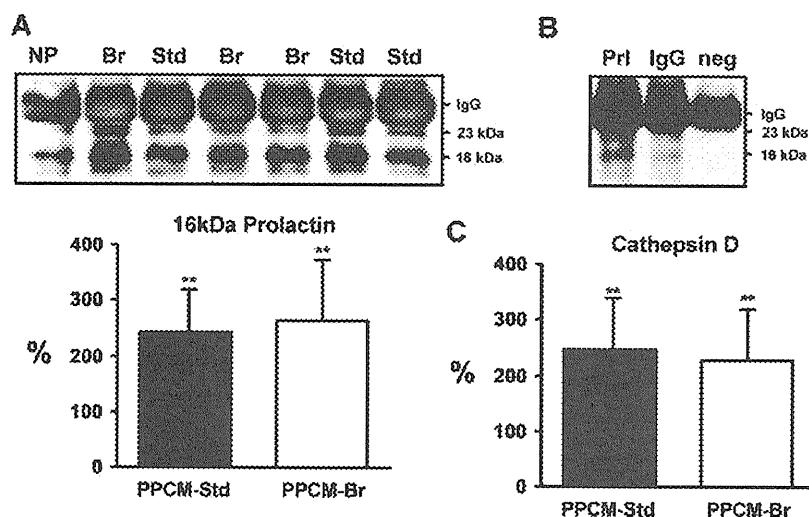 A
NP Br Std Br Br Std Std
IgG
23 kDa
16 kDa
B
Prl IgG neg
IgG
23 kDa
16 kDa
16kDa Prolactin
400
300
200
100
0
%
**
**
PPCM-Std PPCM-Br
C
Cathepsin D
400
300
200
100
0
%
**
**
PPCM-Std PPCM-Br